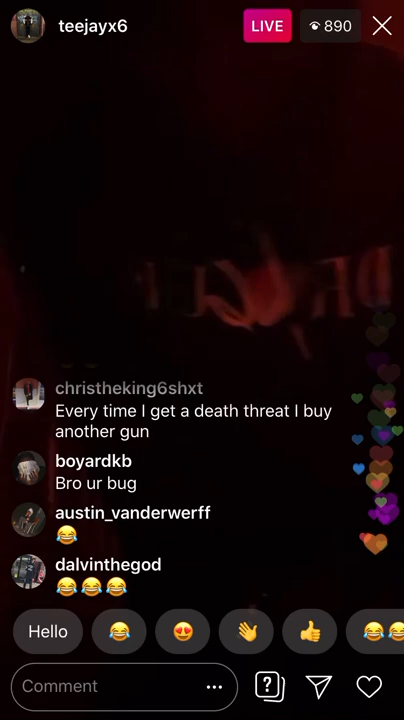 teejayx6
LIVE
890
christheking6shxt
Every time I get a death threat I buy
another gun
boyardkb
Bro ur bug
austin_vanderwerff
😂
dalvinthegod
😂😂😂
Hello
😂
😍
👋
👍
😂😂
Comment